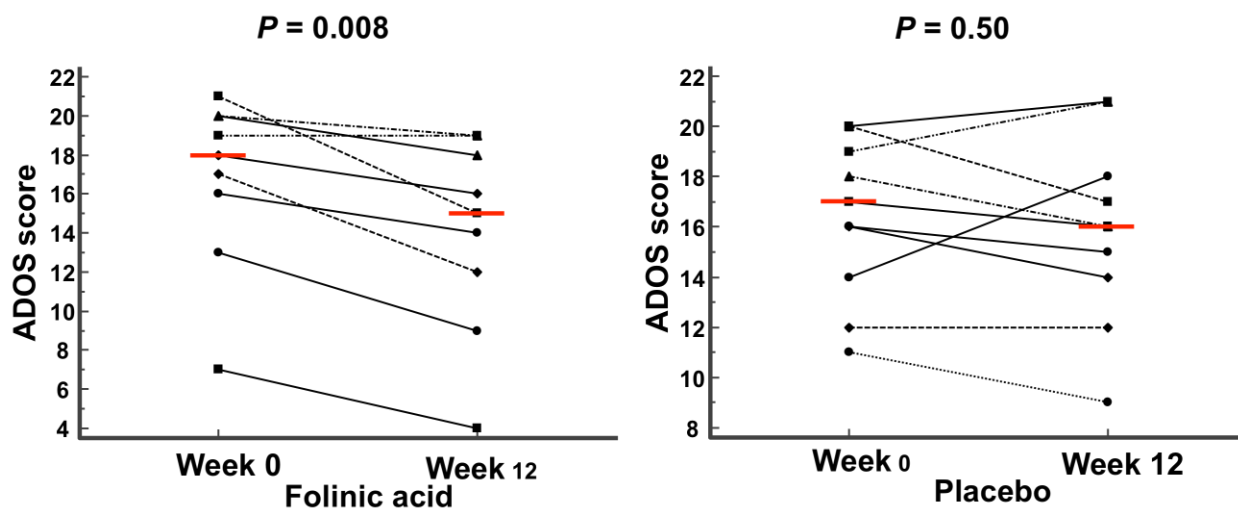 P = 0.008
ADOS score
22
20
18
16
14
12
10
8
6
4
Week 0
Week 12
Folinic acid
P = 0.50
ADOS score
22
20
18
16
14
12
10
8
Week 0
Week 12
Placebo